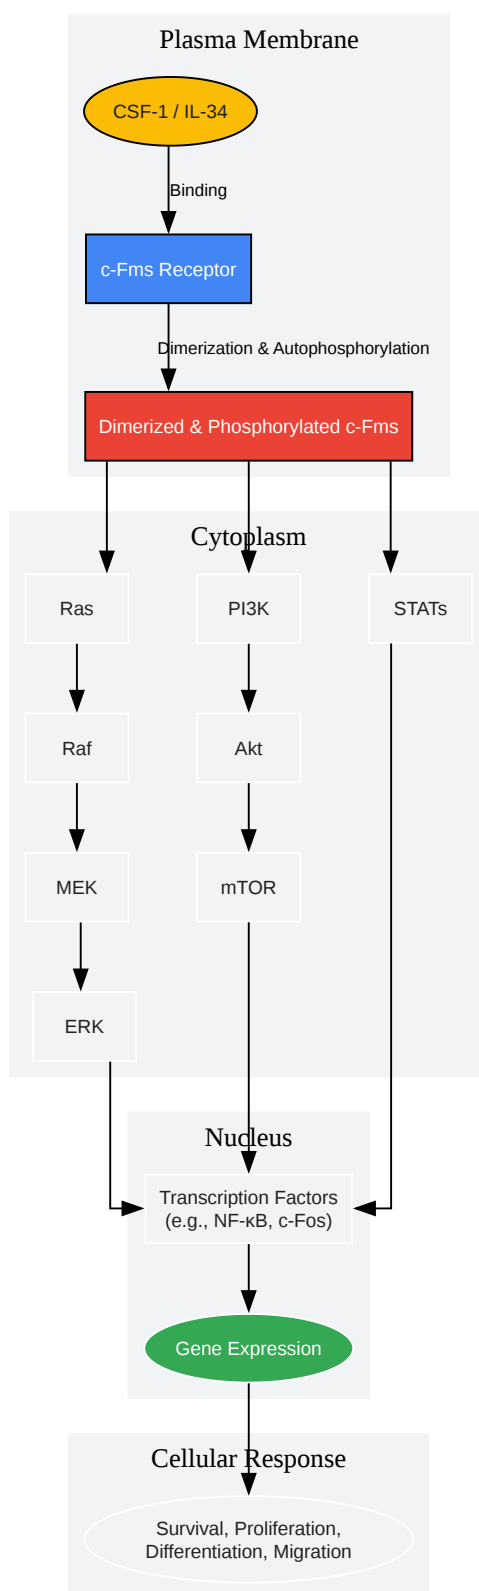 Plasma Membrane
CSF-1 / IL-34
Binding
c-Fms Receptor
Dimerization & Autophosphorylation
Dimerized & Phosphorylated c-Fms
Cytoplasm
Ras
PI3K
STATs
Raf
Akt
MEK
mTOR
ERK
Nucleus
Transcription Factors
(e.g., NF-κB, c-Fos)
Gene Expression
Cellular Response
Survival, Proliferation,
Differentiation, Migration